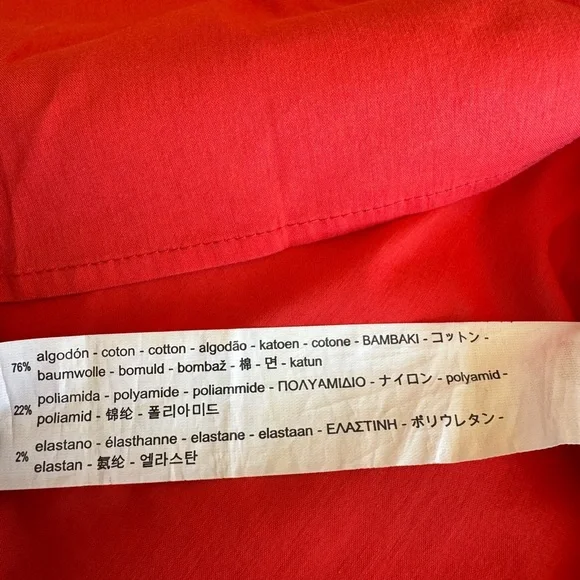 76% algodón - coton - cotton - algodão - katoen - cotone - ΒΑΜΒΑΚΙ - コットン -
baumwolle - bomuld - bombaž - 棉 - 면 - katun
22% poliamida - polyamide - poliammide - ΠΟΛΥΑΜΙΔΙΟ - ナイロン - polyamid -
poliamid - 锦纶 - 폴리아미드
2% elastano - élasthanne - elastane - elastaan - ΕΛΑΣΤΙΝΗ - ポリウレタン -
elastan - 氨纶 - 엘라스탄